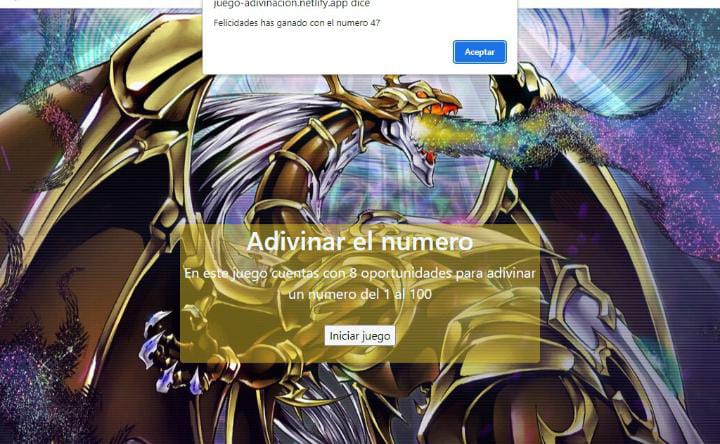 juego-adivinacion.netlify.app dice
Felicidades has ganado con el numero 47
Aceptar
Adivinar el numero
En este juego cuentas con 8 oportunidades para adivinar
un numero del 1 al 100
Iniciar juego